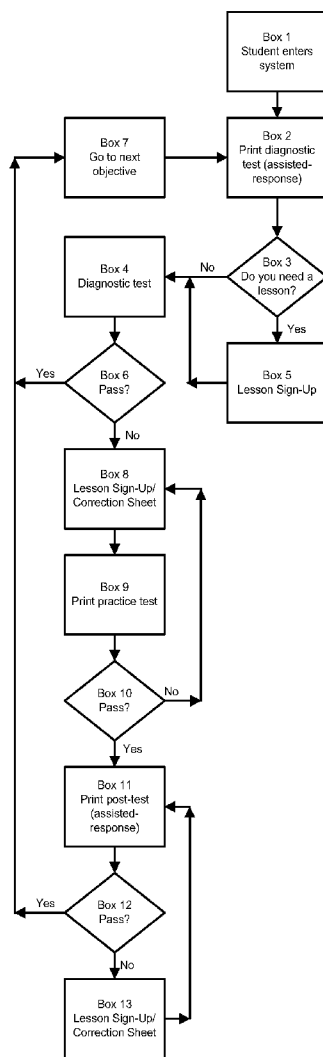 Box 1
Student enters
system
Box 2
Print diagnostic
test (assisted-
response)
Box 7
Go to next
objective
Box 3
Do you need a
lesson?
No
Yes
Box 4
Diagnostic test
Box 5
Lesson Sign-Up
Box 6
Pass?
Yes
No
Box 8
Lesson Sign-Up/
Correction Sheet
Box 9
Print practice test
Box 10
Pass?
No
Yes
Box 11
Print post-test
(assisted-
response)
Box 12
Pass?
Yes
No
Box 13
Lesson Sign-Up/
Correction Sheet